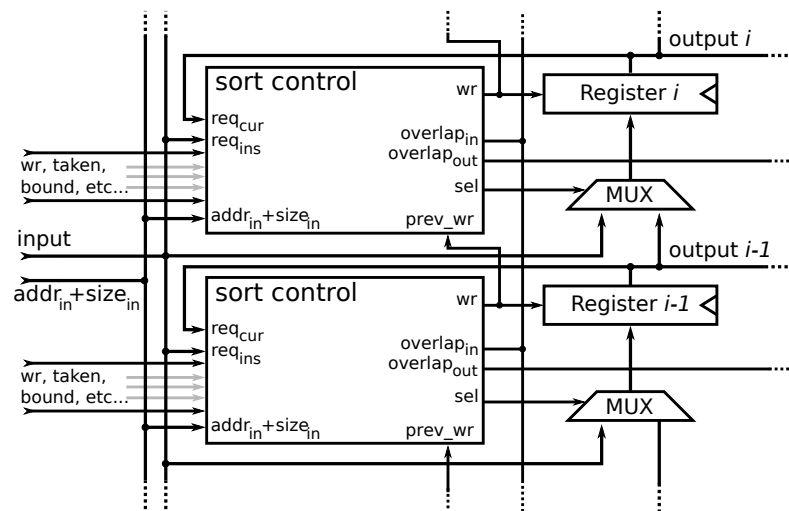 output i
sort control
wr
Register i
req_cur
req_ins
overlap_in
overlap_out
wr, taken,
bound, etc...
sel
MUX
addr_in+size_in
prev_wr
input
output i-1
addr_in+size_in
sort control
wr
Register i-1
req_cur
req_ins
overlap_in
overlap_out
wr, taken,
bound, etc...
sel
MUX
addr_in+size_in
prev_wr